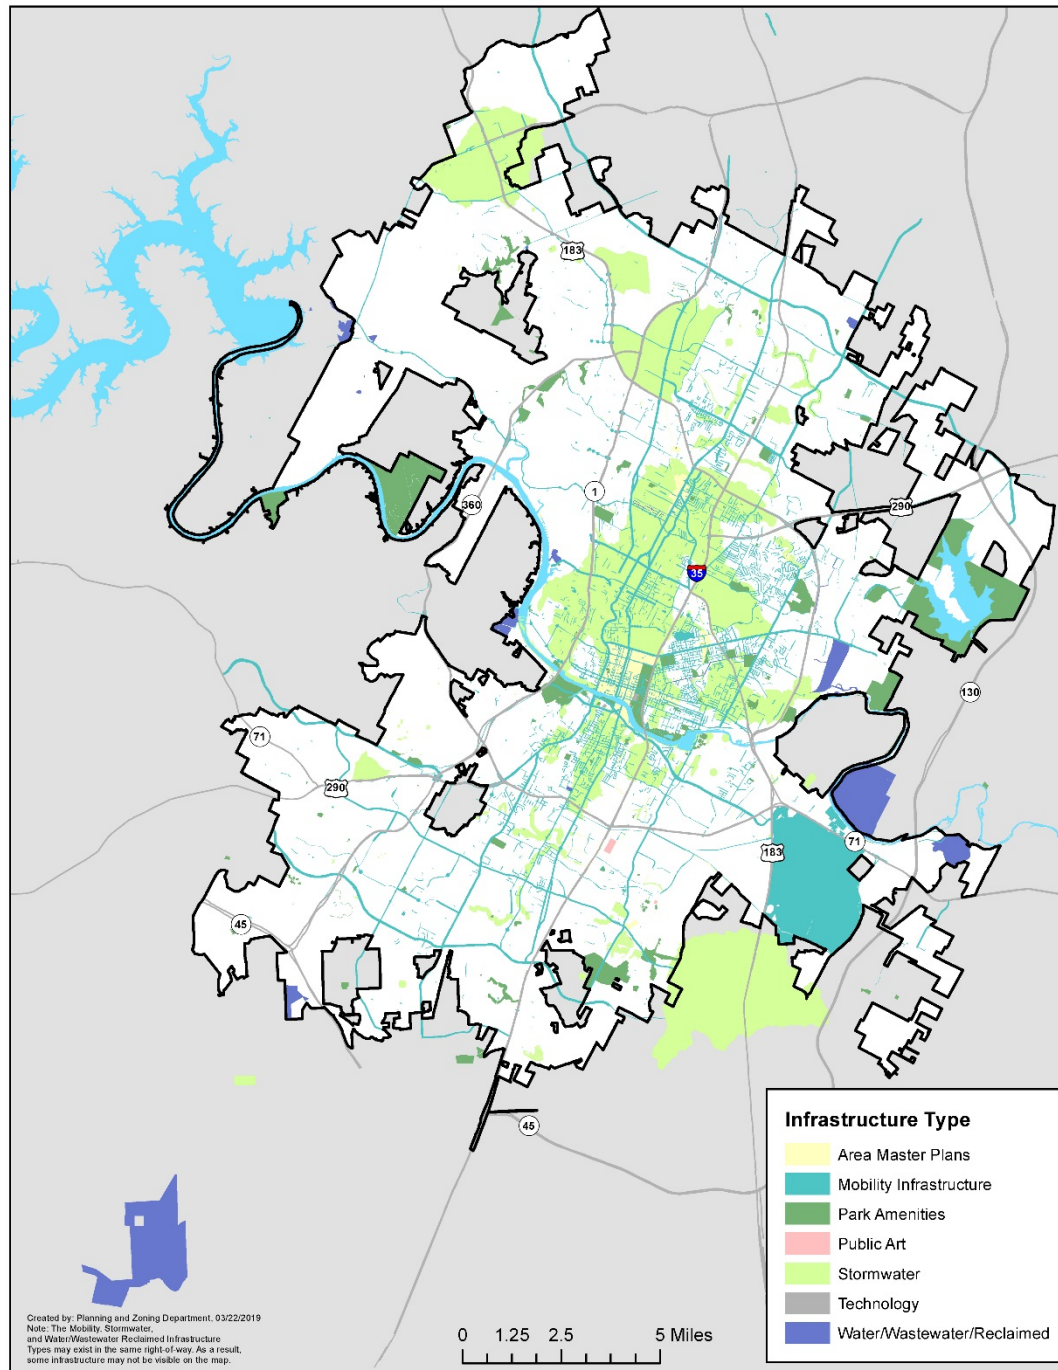 183
1
360
290
35
130
71
290
71
183
45
45
Infrastructure Type
Area Master Plans
Mobility Infrastructure
Park Amenities
Public Art
Stormwater
Technology
Water/Wastewater/Reclaimed
Created by: Planning and Zoning Department, 03/22/2019
Note: The Mobility, Stormwater,
and Water/Wastewater Reclaimed Infrastructure
Types may exist in the same right-of-way. As a result,
some infrastructure may not be visible on the map.
0 1.25 2.5 5 Miles